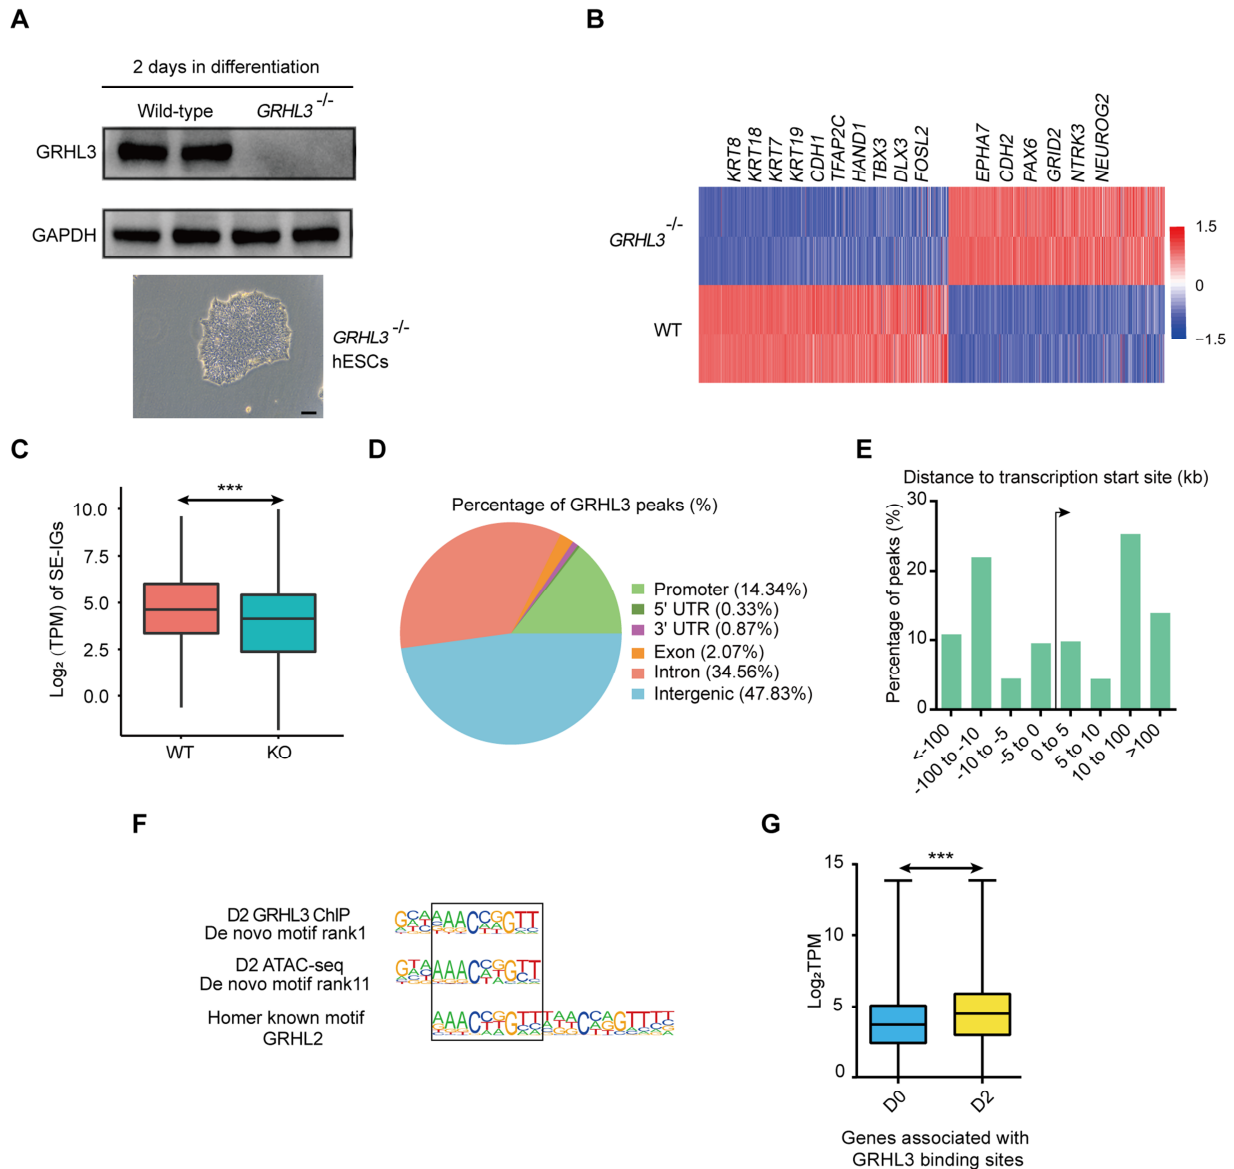 A
2 days in differentiation
Wild-type
GRHL3 -/-
GRHL3
GAPDH
GRHL3 -/-
hESCs
B
KRT8
KRT18
KRT7
KRT19
CDH1
TFAP2C
HAND1
TBX3
DLX3
FOSL2
EPHA7
CDH2
PAX6
GRID2
NTRK3
NEUROG2
GRHL3 -/-
WT
1.5
0
−1.5
C
***
Log₂ (TPM) of SE-IGs
10.0
7.5
5.0
2.5
0.0
WT
KO
D
Percentage of GRHL3 peaks (%)
Promoter (14.34%)
5' UTR (0.33%)
3' UTR (0.87%)
Exon (2.07%)
Intron (34.56%)
Intergenic (47.83%)
E
Distance to transcription start site (kb)
Percentage of peaks (%)
30
20
10
0
<-100
-100 to -10
-10 to -5
-5 to 0
0 to 5
5 to 10
10 to 100
>100
F
D2 GRHL3 ChIP
De novo motif rank1
D2 ATAC-seq
De novo motif rank11
Homer known motif
GRHL2
G
***
Log₂TPM
15
10
5
0
D0
D2
Genes associated with
GRHL3 binding sites